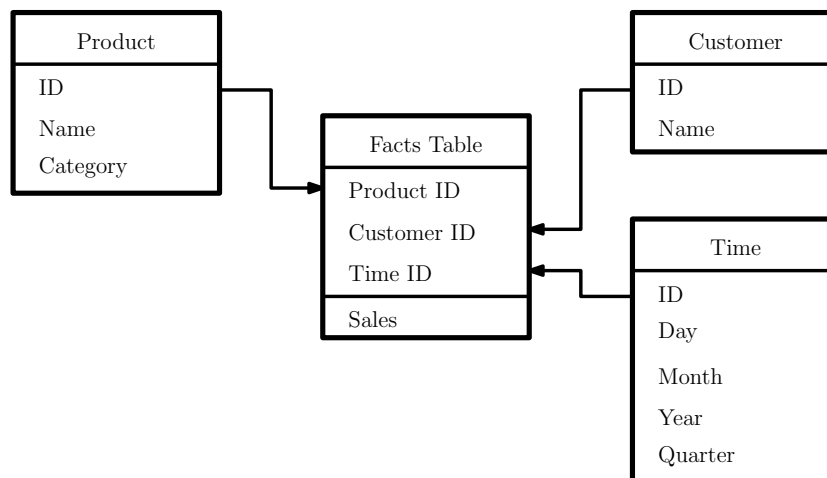 Product
ID
Name
Category
Facts Table
Product ID
Customer ID
Time ID
Sales
Customer
ID
Name
Time
ID
Day
Month
Year
Quarter